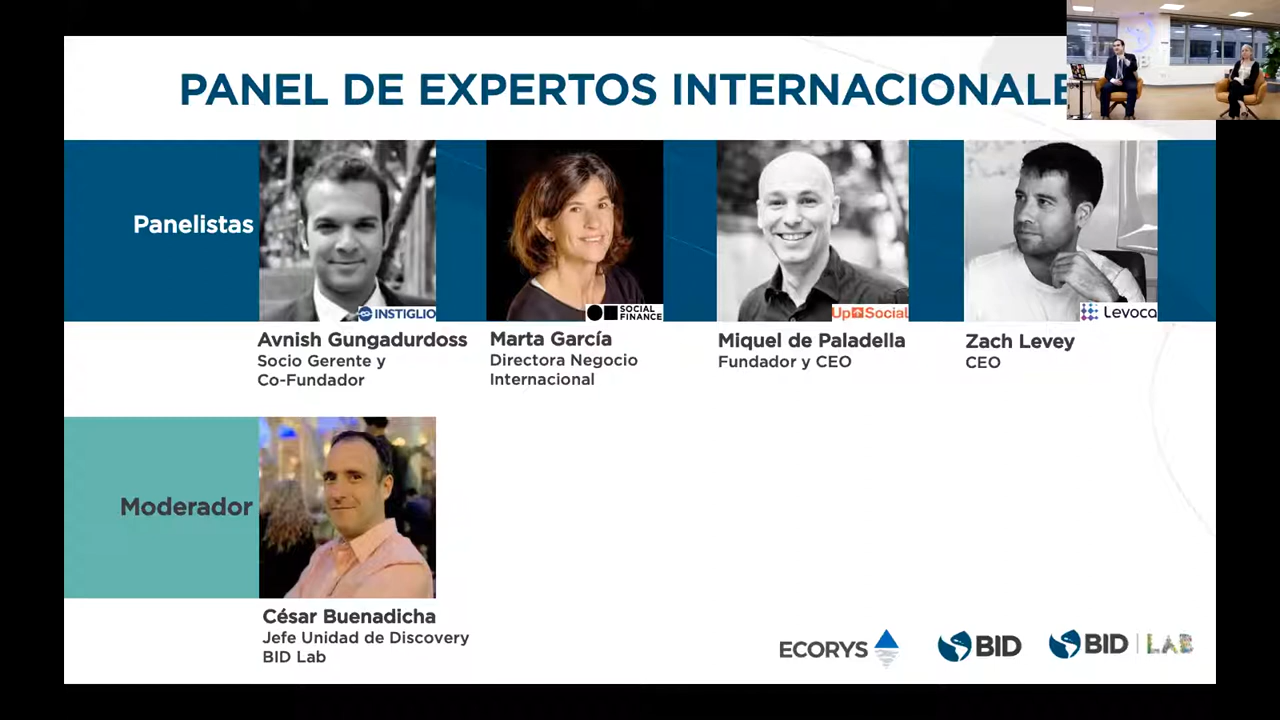 PANEL DE EXPERTOS INTERNACIONALE
Panelistas
INSTIGLIO
SOCIAL
FINANCE
UpSocial
Levoca
Avnish Gungadurdoss
Socio Gerente y
Co-Fundador
Marta García
Directora Negocio
Internacional
Miquel de Paladella
Fundador y CEO
Zach Levey
CEO
Moderador
César Buenadicha
Jefe Unidad de Discovery
BID Lab
ECORYS
BID
BID | LAB